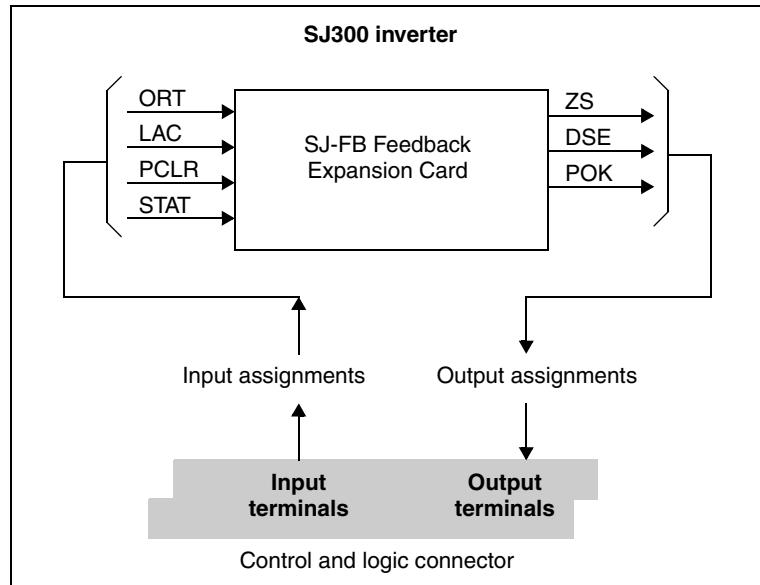 SJ300 inverter
ORT
LAC
PCLR
STAT
SJ-FB Feedback
Expansion Card
ZS
DSE
POK
Input assignments
Output assignments
Input
terminals
Output
terminals
Control and logic connector